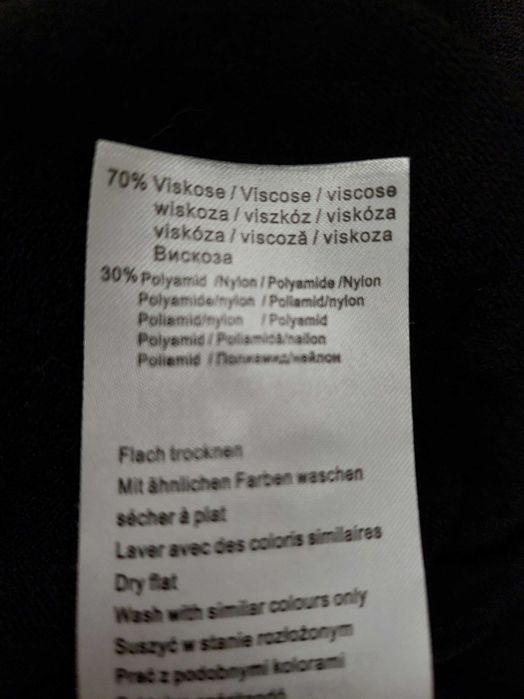 70% Viskose / Viscose / viscose
wiskoza / viszkóz / viskóza
viskóza / viscoză / viskoza
Вискоза
30% Polyamid /Nylon / Polyamide /Nylon
Polyamide/nylon / Poliamid/nylon
Poliamid/nylon / Polyamid
Polyamid / Poliamidă/nailon
Poliamid / Полиамид/найлон
Flach trocknen
Mit ähnlichen Farben waschen
sécher à plat
Laver avec des coloris similaires
Dry flat
Wash with similar colours only
Suszyć w stanie rozłożonym
Prać z podobnymi kolorami